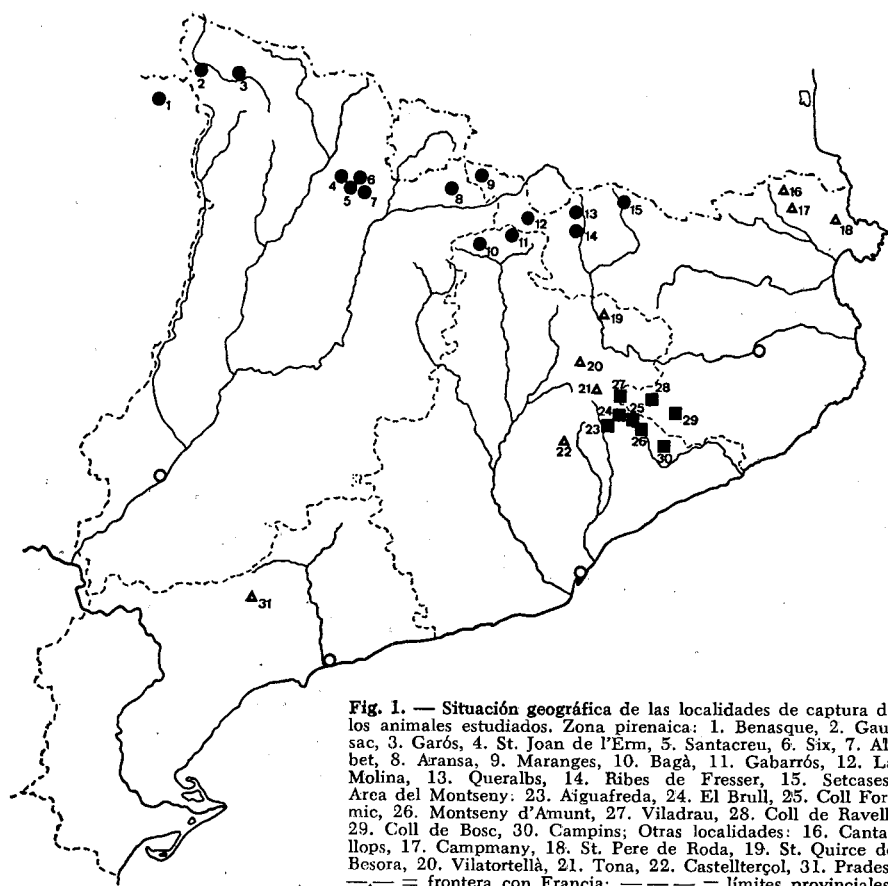 1
2
3
4
6
5
7
8
9
10
11
12
13
14
15
16
17
18
19
20
21
27
28
24
25
29
23
26
22
30
31
Fig. 1. — Situación geográfica de las localidades de captura d
los animales estudiados. Zona pirenaica: 1. Benasque, 2. Gau
sac, 3. Garós, 4. St. Joan de l'Erm, 5. Santacreu, 6. Six, 7. Al
bet, 8. Aransa, 9. Maranges, 10. Bagà, 11. Gabarrós, 12. La
Molina, 13. Queralbs, 14. Ribes de Fresser, 15. Setcases
Arca del Montseny: 23. Aiguafreda, 24. El Brull, 25. Coll For
mic, 26. Montseny d'Amunt, 27. Viladrau, 28. Coll de Ravell
29. Coll de Bosc, 30. Campins; Otras localidades: 16. Canta
llops, 17. Campmany, 18. St. Pere de Roda, 19. St. Quirce de
Besora, 20. Vilatortellà, 21. Tona, 22. Castellterçol, 31. Prades
—.— = frontera con Francia; — — — — = límites provinciales